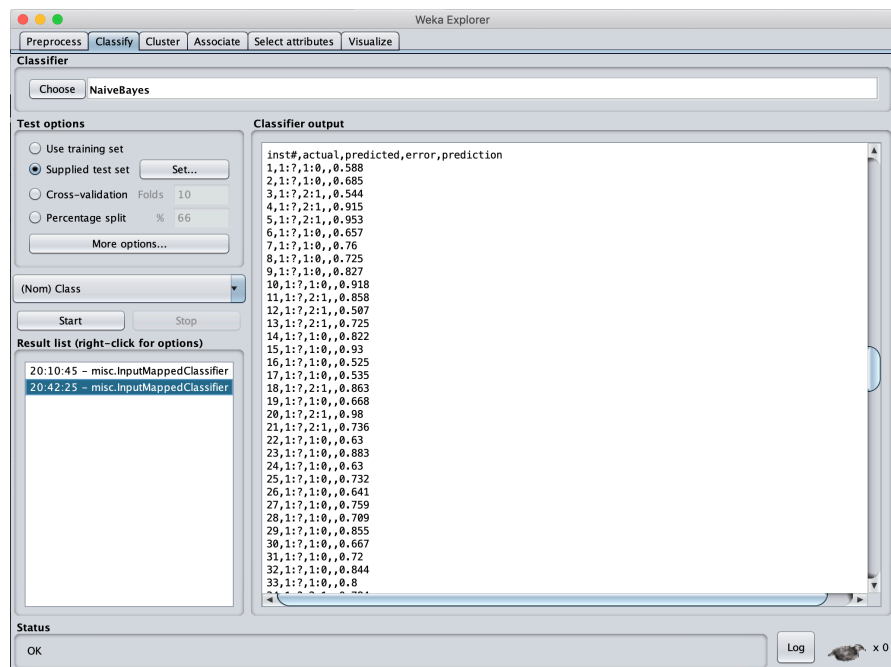 Weka Explorer
Preprocess Classify Cluster Associate Select attributes Visualize
Classifier
Choose NaiveBayes
Test options
Use training set
Supplied test set Set...
Cross-validation Folds 10
Percentage split % 66
More options...
(Nom) Class
Start Stop
Result list (right-click for options)
20:10:45 - misc.InputMappedClassifier
20:42:25 - misc.InputMappedClassifier
Classifier output
inst#,actual,predicted,error,prediction
1,1:?,1:0,,0.588
2,1:?,1:0,,0.685
3,1:?,2:1,,0.544
4,1:?,2:1,,0.915
5,1:?,2:1,,0.953
6,1:?,1:0,,0.657
7,1:?,1:0,,0.76
8,1:?,1:0,,0.725
9,1:?,1:0,,0.827
10,1:?,1:0,,0.918
11,1:?,2:1,,0.858
12,1:?,2:1,,0.507
13,1:?,2:1,,0.725
14,1:?,1:0,,0.822
15,1:?,1:0,,0.93
16,1:?,1:0,,0.525
17,1:?,1:0,,0.535
18,1:?,2:1,,0.863
19,1:?,1:0,,0.668
20,1:?,2:1,,0.98
21,1:?,2:1,,0.736
22,1:?,1:0,,0.63
23,1:?,1:0,,0.883
24,1:?,1:0,,0.63
25,1:?,1:0,,0.732
26,1:?,1:0,,0.641
27,1:?,1:0,,0.759
28,1:?,1:0,,0.709
29,1:?,1:0,,0.855
30,1:?,1:0,,0.667
31,1:?,1:0,,0.72
32,1:?,1:0,,0.844
33,1:?,1:0,,0.8
Status
OK
Log x 0